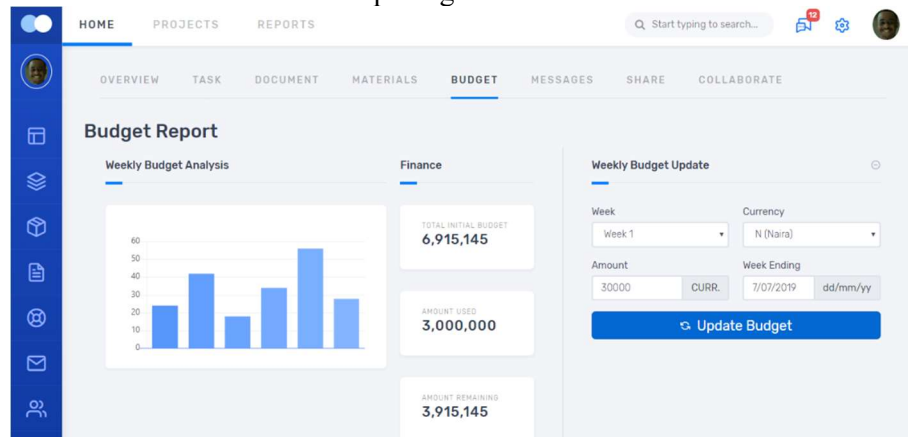 HOME PROJECTS REPORTS Start typing to search... 12
OVERVIEW TASK DOCUMENT MATERIALS BUDGET MESSAGES SHARE COLLABORATE
Budget Report
Weekly Budget Analysis
60
50
40
30
20
10
0
Finance
TOTAL INITIAL BUDGET
6,915,145
AMOUNT USED
3,000,000
AMOUNT REMAINING
3,915,145
Weekly Budget Update
Week Currency
Week 1 N (Naira)
Amount Week Ending
30000 CURR. 7/07/2019 dd/mm/yy
Update Budget